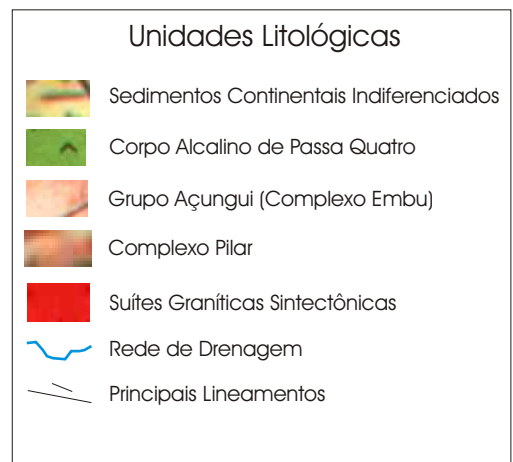 Unidades Litológicas
Sedimentos Continentais Indiferenciados
Corpo Alcalino de Passa Quatro
Grupo Açungui (Complexo Embu)
Complexo Pilar
Suítes Graníticas Sintectônicas
Rede de Drenagem
Principais Lineamentos